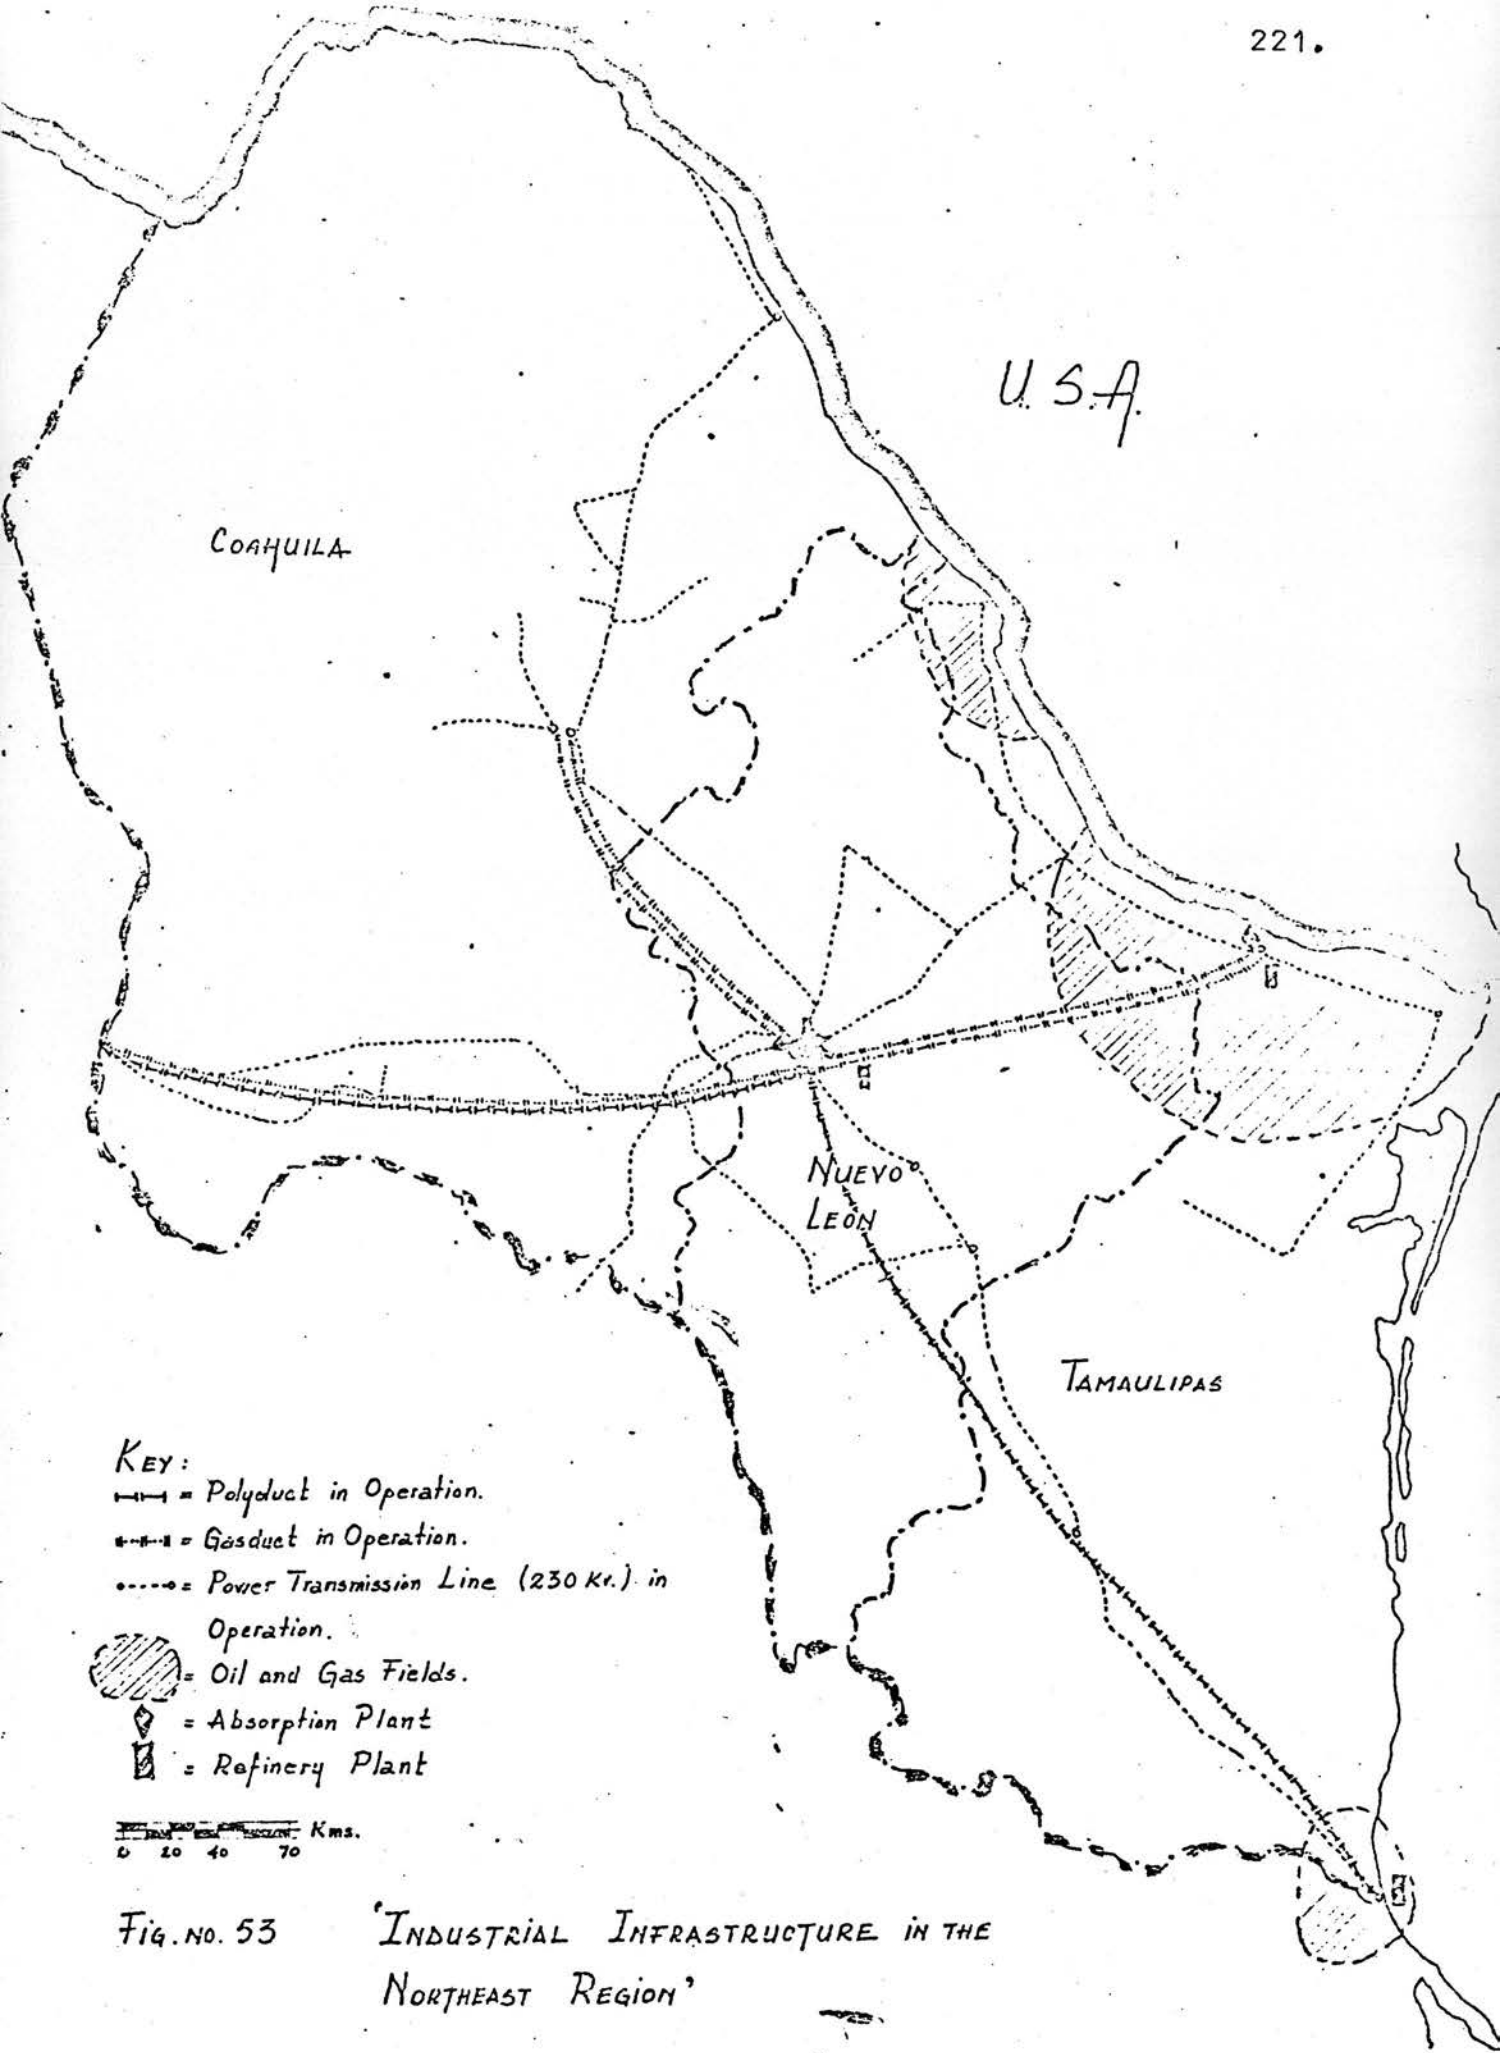 221.
U.S.A.
COAHUILA
NUEVO
LEÓN
TAMAULIPAS
KEY:
= Polyduct in Operation.
= Gasduct in Operation.
= Power Transmission Line (230 Kv.) in
Operation.
= Oil and Gas Fields.
= Absorption Plant
= Refinery Plant
Kms.
0 20 40 70
FIG. NO. 53 'INDUSTRIAL INFRASTRUCTURE IN THE
NORTHEAST REGION'